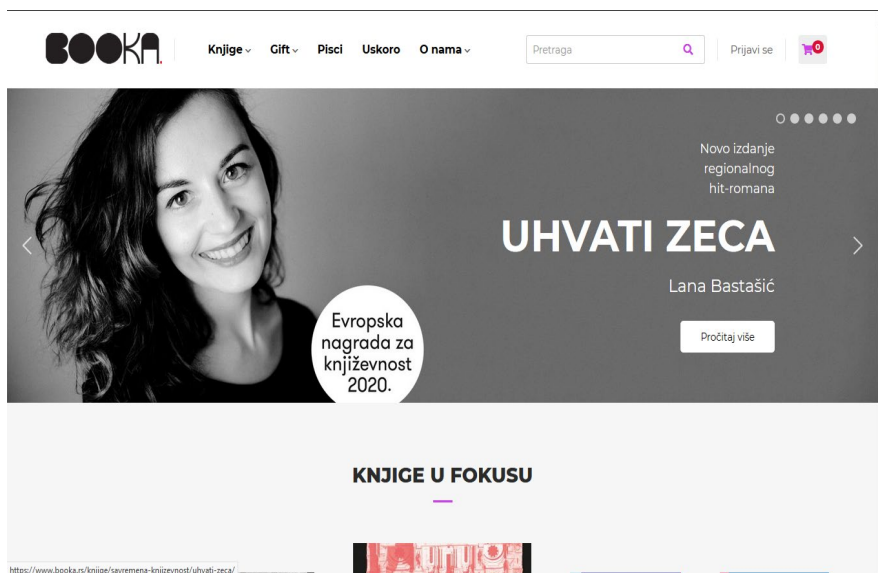 BOOKA.
Knjige Gift Pisci Uskoro O nama
Pretraga
Prijavi se
0
Novo izdanje
regionalnog
hit-romana
UHVATI ZECA
Lana Bastašić
Pročitaj više
Evropska
nagrada za
književnost
2020.
KNJIGE U FOKUSU
https://www.booka.rs/knjige/savremena-knjizevnost/uhvati-zeca/